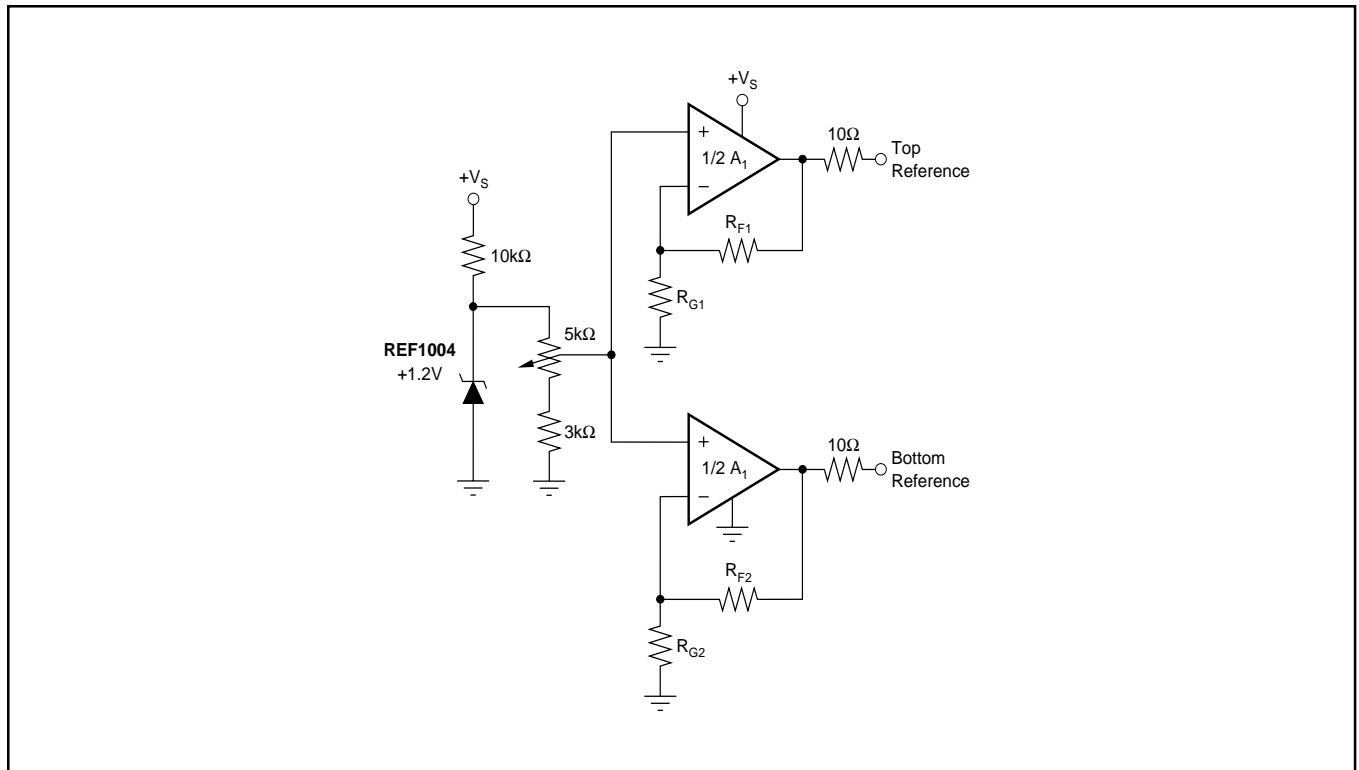 +V_S
+
1/2 A_1
−
10Ω
Top
Reference
R_F1
R_G1
+V_S
10kΩ
5kΩ
REF1004
+1.2V
3kΩ
+
1/2 A_1
−
10Ω
Bottom
Reference
R_F2
R_G2